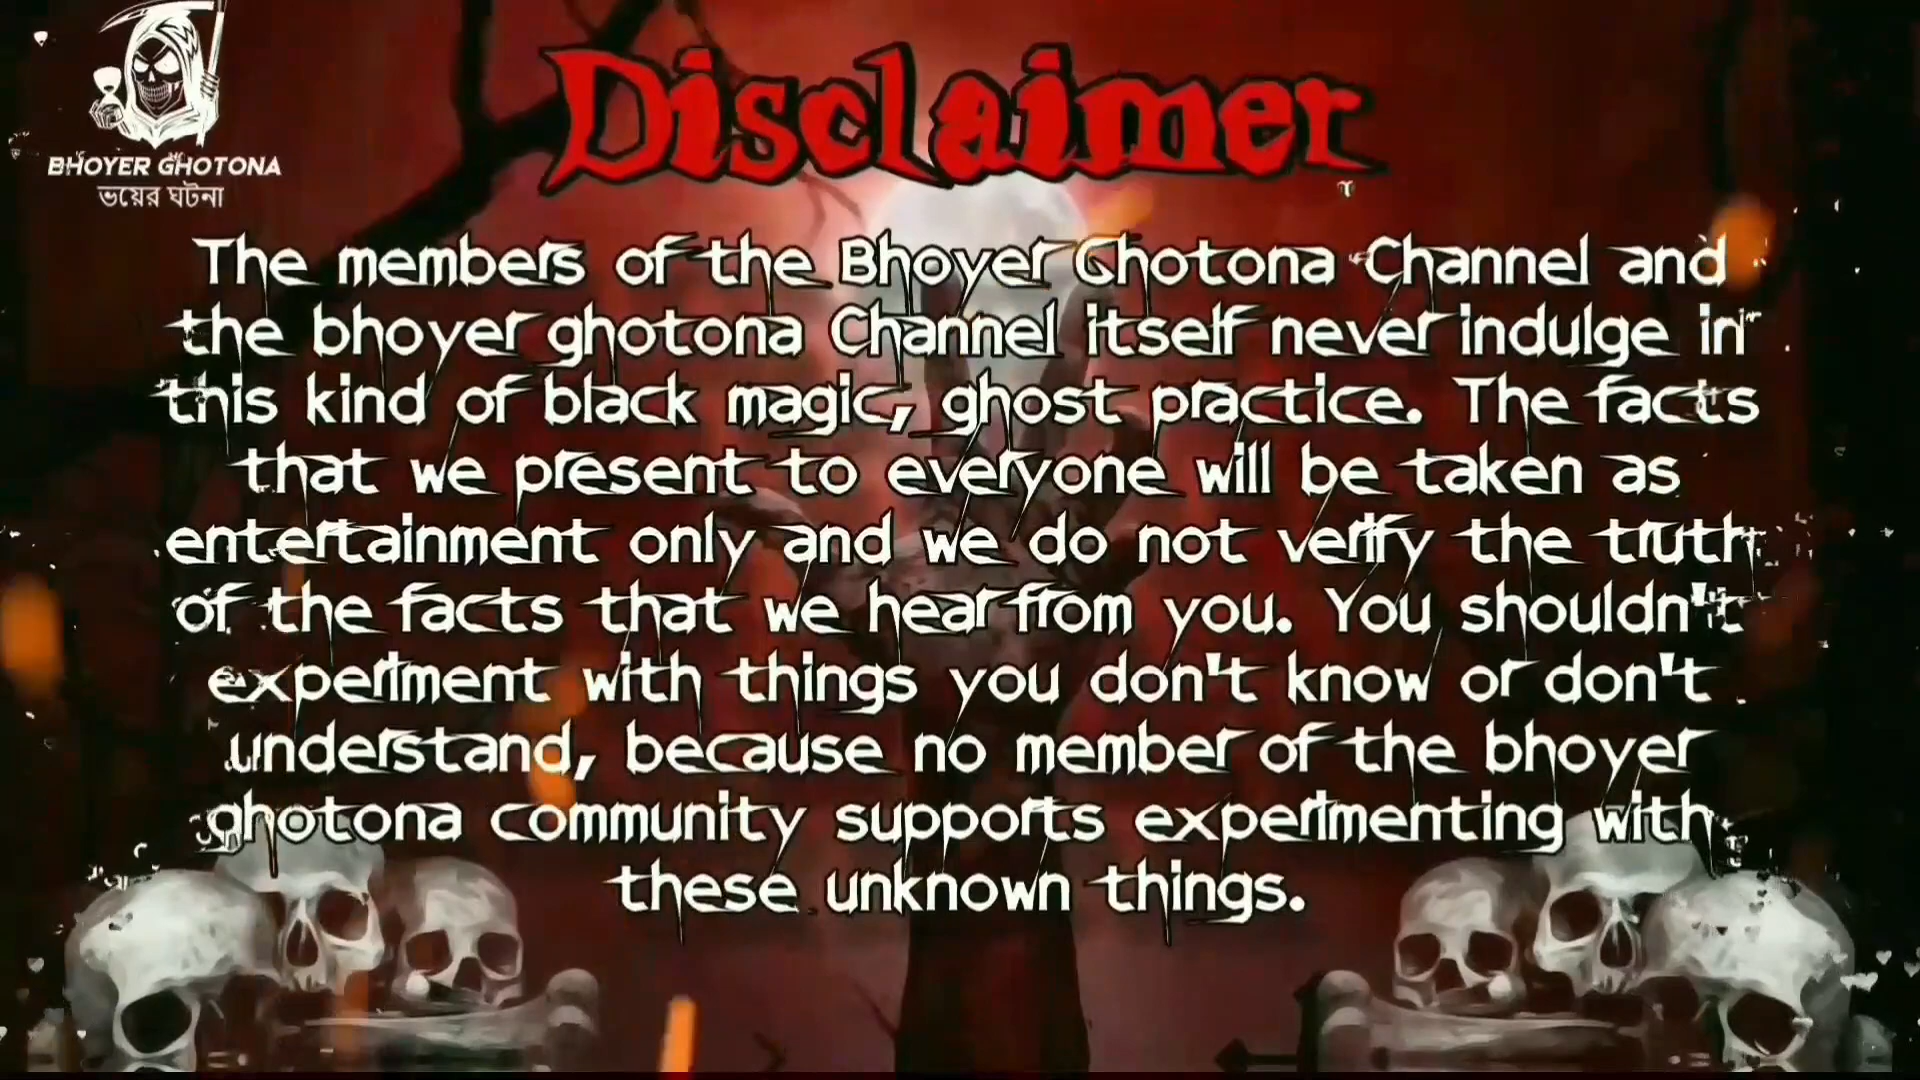 BHOYER GHOTONA
ভয়ের ঘটনা
Disclaimer
The members of the Bhoyer Ghotona Channel and
the bhoyer ghotona Channel itself never indulge in
this kind of black magic, ghost practice. The facts
that we present to everyone will be taken as
entertainment only and we do not verify the truth
of the facts that we hear from you. You shouldn't
experiment with things you don't know or don't
understand, because no member of the bhoyer
ghotona community supports experimenting with
these unknown things.